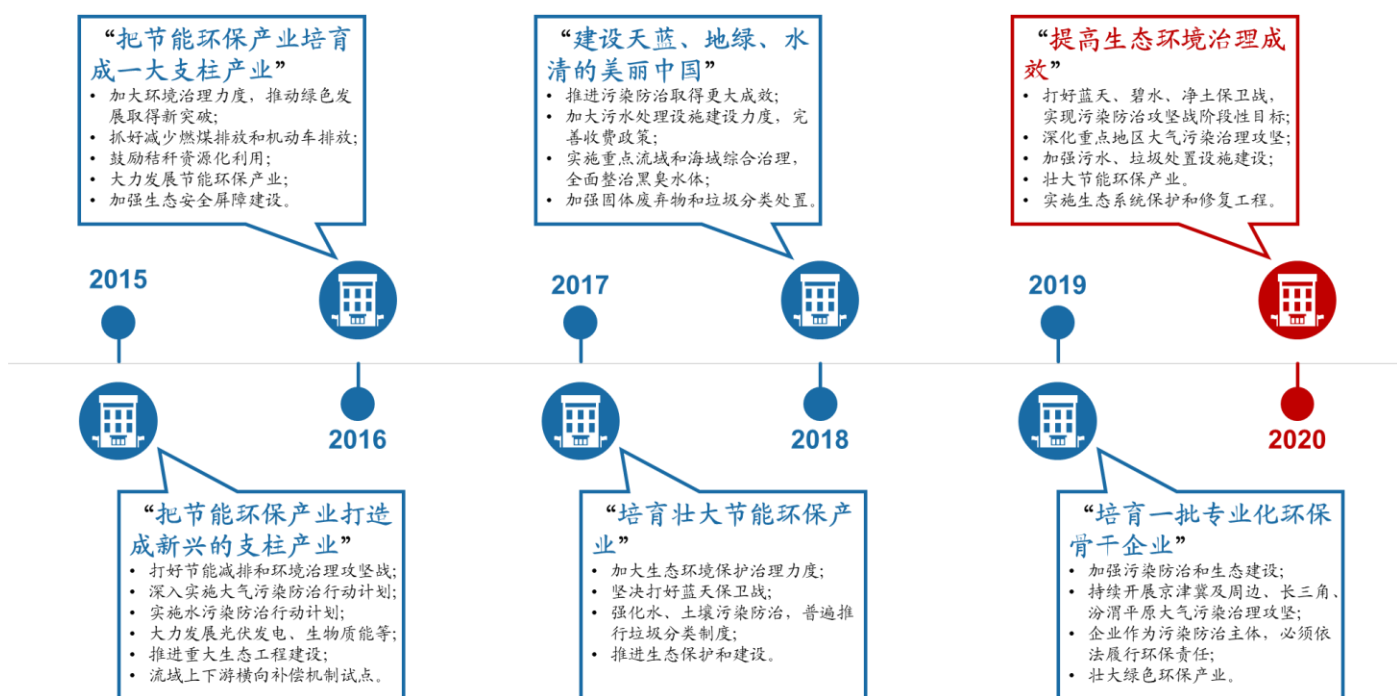 “把节能环保产业培育
成一大支柱产业”
• 加大环境治理力度，推动绿色发
展取得新突破；
• 抓好减少燃煤排放和机动车排放；
• 鼓励秸秆资源化利用；
• 大力发展节能环保产业；
• 加强生态安全屏障建设。
“建设天蓝、地绿、水
清的美丽中国”
• 推进污染防治取得更大成效；
• 加大污水处理设施建设力度，完
善收费政策；
• 实施重点流域和海域综合治理，
全面整治黑臭水体；
• 加强固体废弃物和垃圾分类处置。
“提高生态环境治理成
效”
• 打好蓝天、碧水、净土保卫战，
实现污染防治攻坚战阶段性目标；
• 深化重点地区大气污染治理攻坚；
• 加强污水、垃圾处置设施建设；
• 壮大节能环保产业。
• 实施生态系统保护和修复工程。
2015
2017
2019
2016
2018
2020
“把节能环保产业打造
成新兴的支柱产业”
• 打好节能减排和环境治理攻坚战；
• 深入实施大气污染防治行动计划；
• 实施水污染防治行动计划；
• 大力发展光伏发电、生物质能等；
• 推进重大生态工程建设；
• 流域上下游横向补偿机制试点。
“培育壮大节能环保产
业”
• 加大生态环境保护治理力度；
• 坚决打好蓝天保卫战；
• 强化水、土壤污染防治，普遍推
行垃圾分类制度；
• 推进生态保护和建设。
“培育一批专业化环保
骨干企业”
• 加强污染防治和生态建设；
• 持续开展京津冀及周边、长三角、
汾渭平原大气污染治理攻坚；
• 企业作为污染防治主体，必须依
法履行环保责任；
• 壮大绿色环保产业。